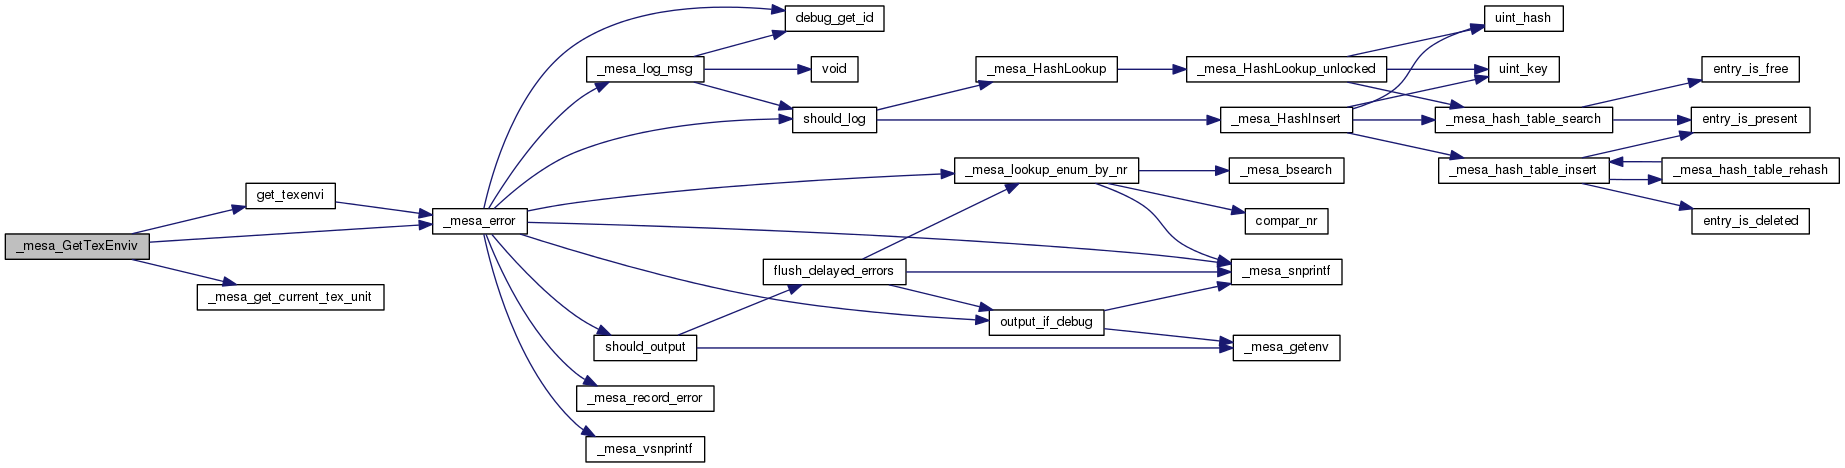 _mesa_GetTexEnviv
get_texenvi
_mesa_get_current_tex_unit
_mesa_error
_mesa_log_msg
should_output
_mesa_record_error
_mesa_vsnprintf
debug_get_id
void
should_log
flush_delayed_errors
_mesa_HashLookup
_mesa_lookup_enum_by_nr
output_if_debug
_mesa_HashLookup_unlocked
_mesa_HashInsert
_mesa_bsearch
compar_nr
_mesa_snprintf
_mesa_getenv
uint_hash
uint_key
_mesa_hash_table_search
_mesa_hash_table_insert
entry_is_free
entry_is_present
_mesa_hash_table_rehash
entry_is_deleted